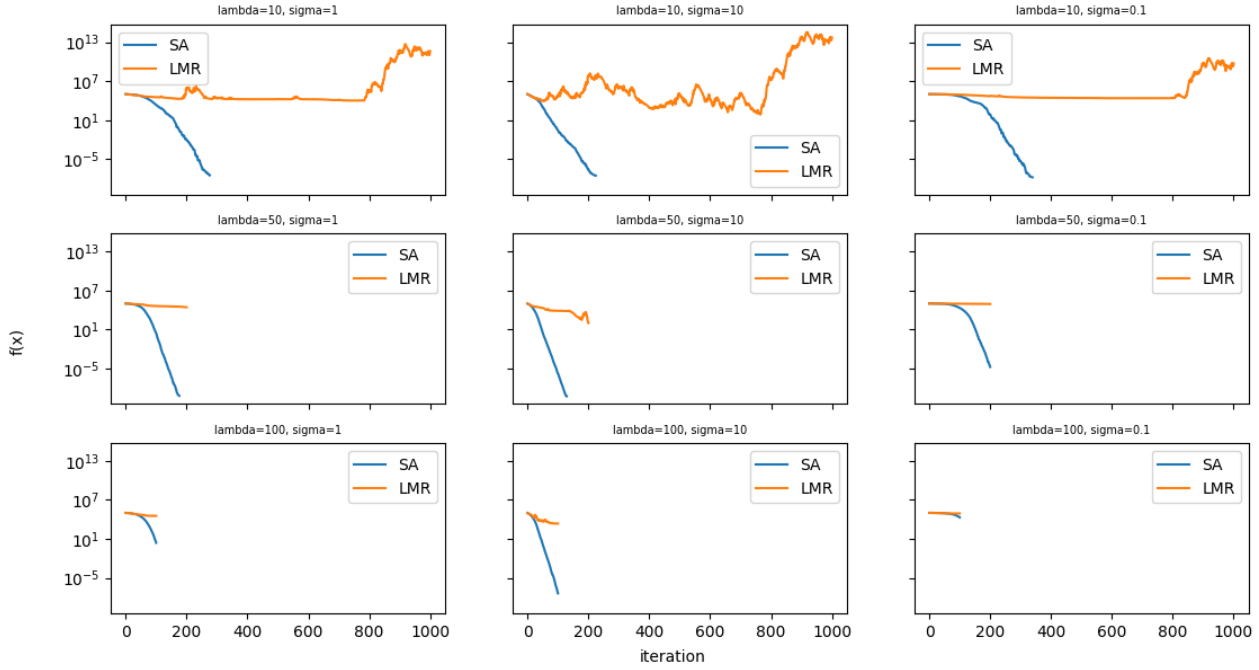 lambda=10, sigma=1
lambda=10, sigma=10
lambda=10, sigma=0.1
10^13
10^7
10^1
10^-5
SA
LMR
SA
LMR
SA
LMR
lambda=50, sigma=1
lambda=50, sigma=10
lambda=50, sigma=0.1
10^13
10^7
10^1
10^-5
SA
LMR
SA
LMR
SA
LMR
f(x)
lambda=100, sigma=1
lambda=100, sigma=10
lambda=100, sigma=0.1
10^13
10^7
10^1
10^-5
SA
LMR
SA
LMR
SA
LMR
0 200 400 600 800 1000
0 200 400 600 800 1000
0 200 400 600 800 1000
iteration